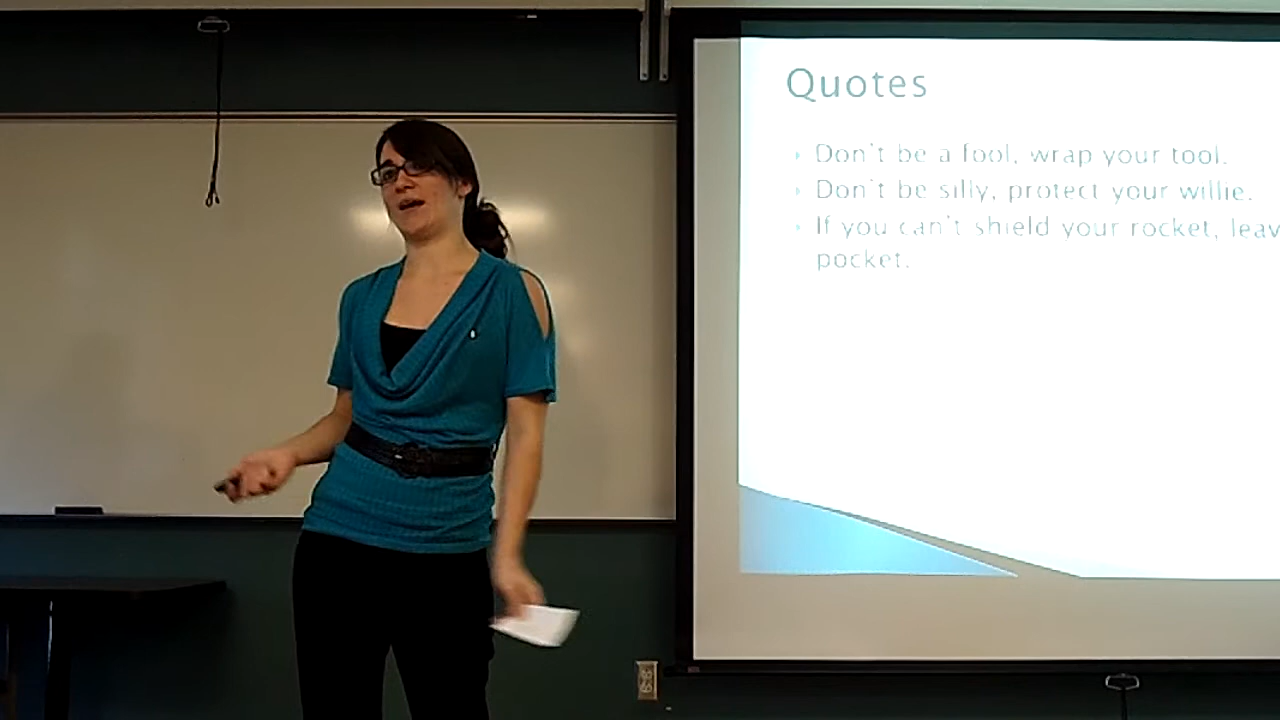 Quotes
Don't be a fool, wrap your tool.
Don't be silly, protect your willie.
If you can't shield your rocket, leav
pocket.